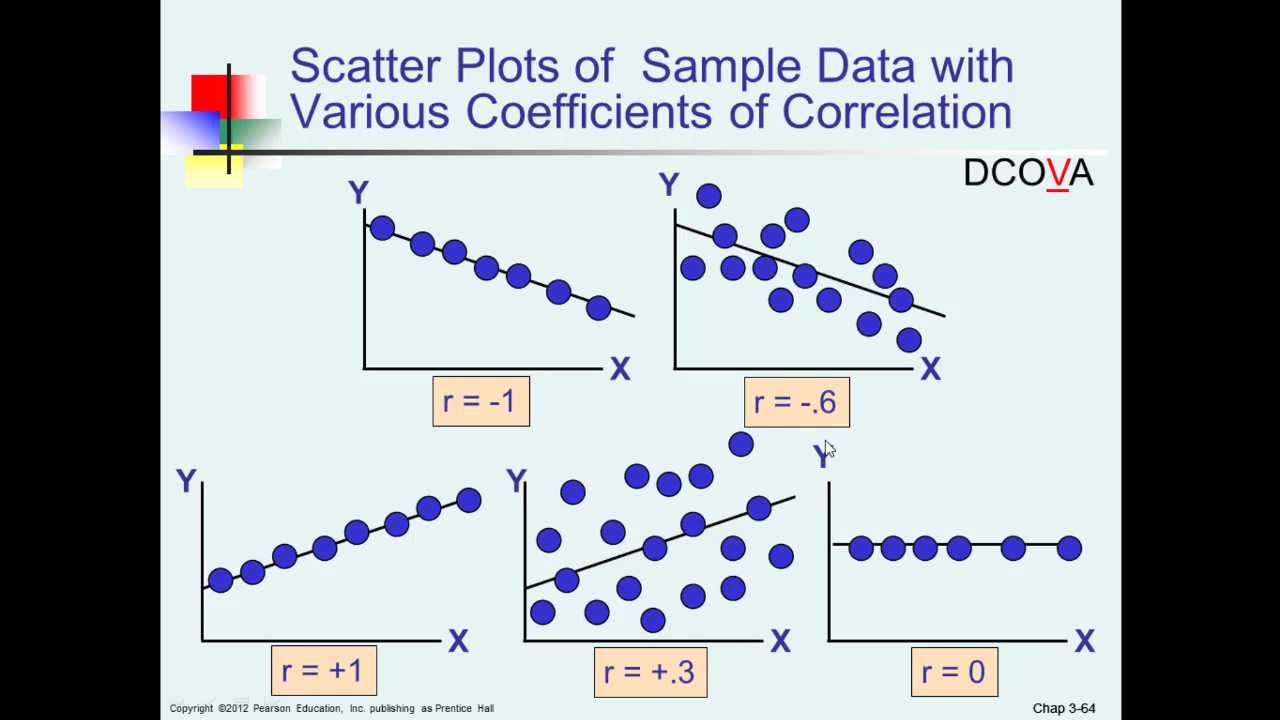 Scatter Plots of Sample Data with
Various Coefficients of Correlation
DCOVA
Y
X
r = -1
Y
X
r = -.6
Y
X
r = +1
Y
X
r = +.3
Y
X
r = 0
Copyright ©2012 Pearson Education, Inc. publishing as Prentice Hall
Chap 3-64